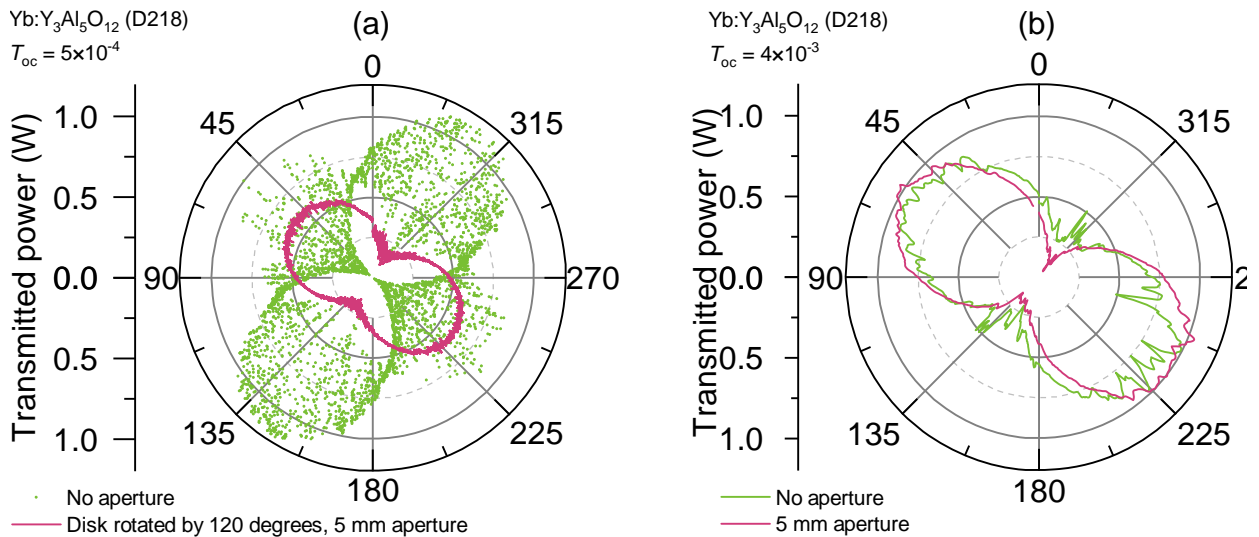 Yb:Y₃Al₅O₁₂ (D218)
(a)
T_oc = 5×10⁻⁴
0
45
315
90
270
135
225
180
1.0
0.5
0.0
0.5
1.0
Transmitted power (W)
No aperture
Disk rotated by 120 degrees, 5 mm aperture
Yb:Y₃Al₅O₁₂ (D218)
(b)
T_oc = 4×10⁻³
0
45
315
90
2
135
225
180
1.0
0.5
0.0
0.5
1.0
Transmitted power (W)
No aperture
5 mm aperture